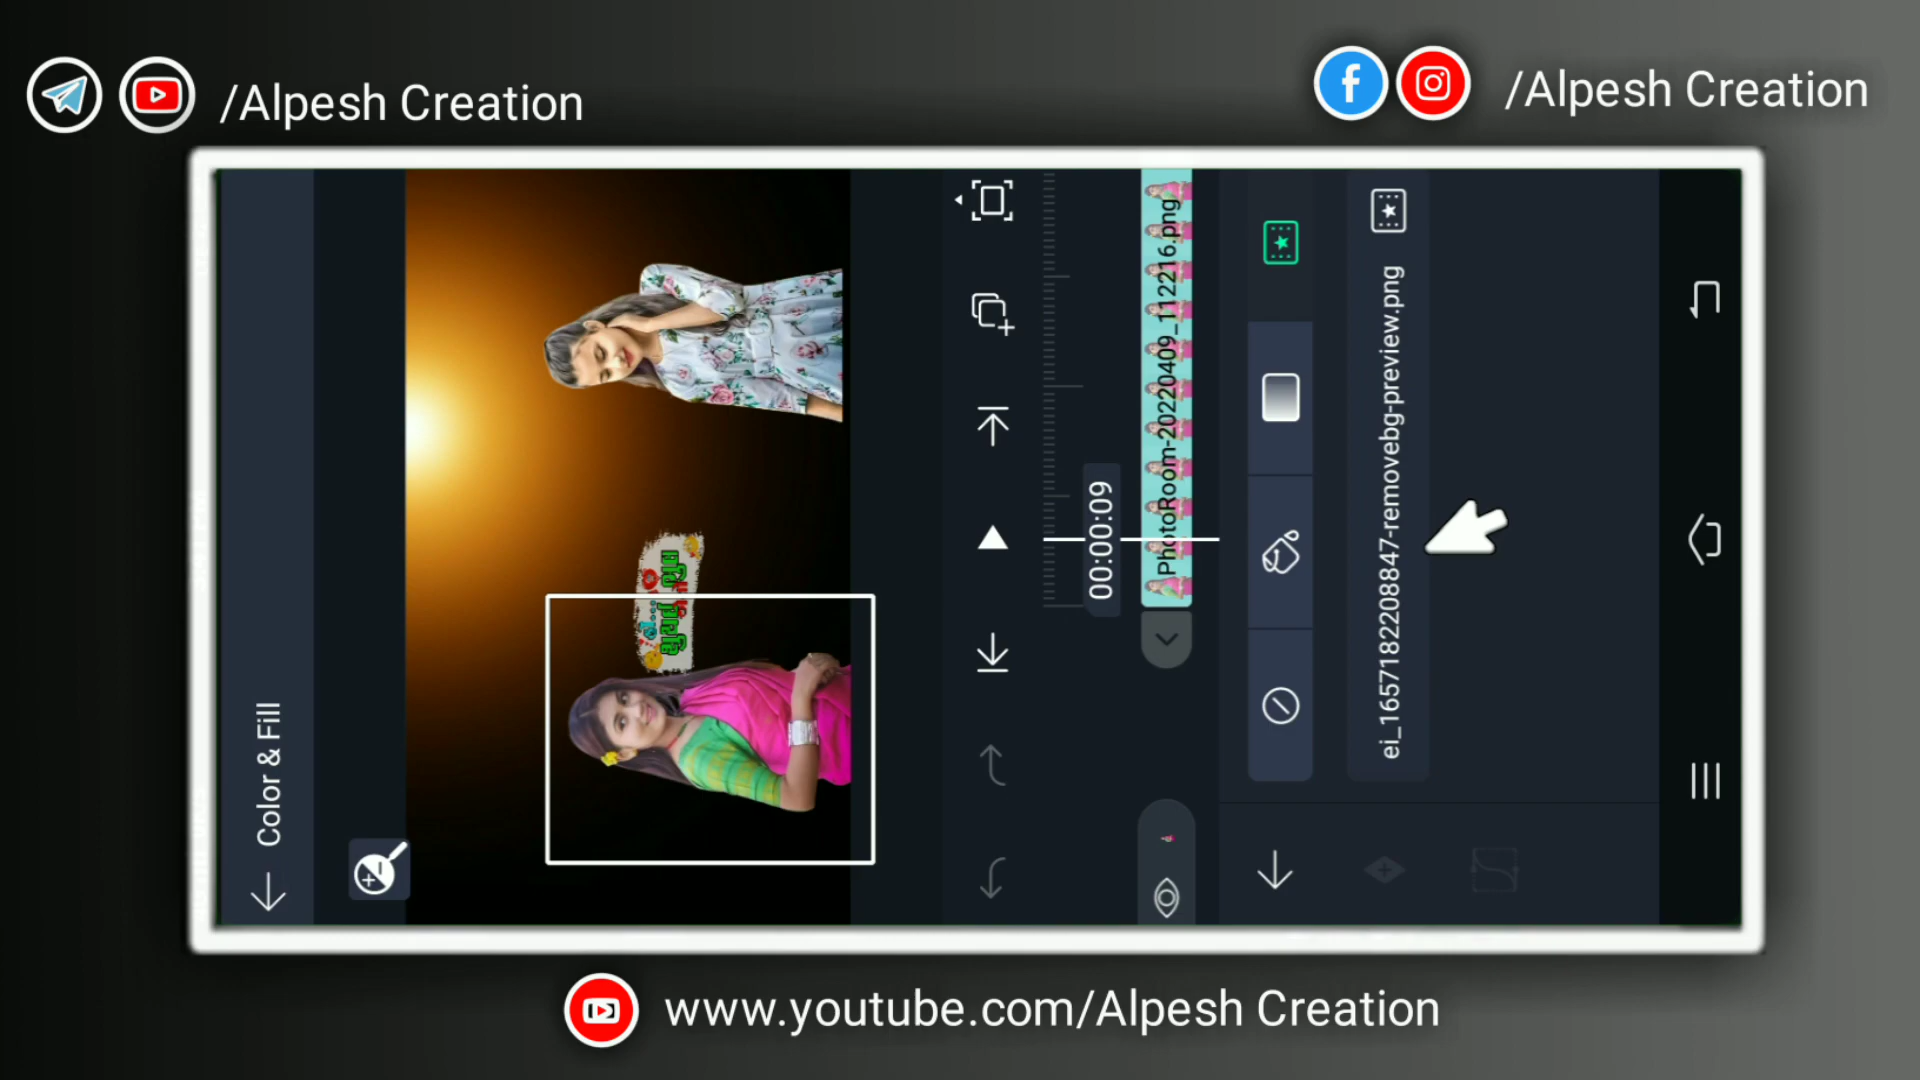 /Alpesh Creation
/Alpesh Creation
Color & Fill
00:00:09
PhotoRoom-20220409_112216.png
ei_1657182208847-removebg-preview.png
www.youtube.com/Alpesh Creation